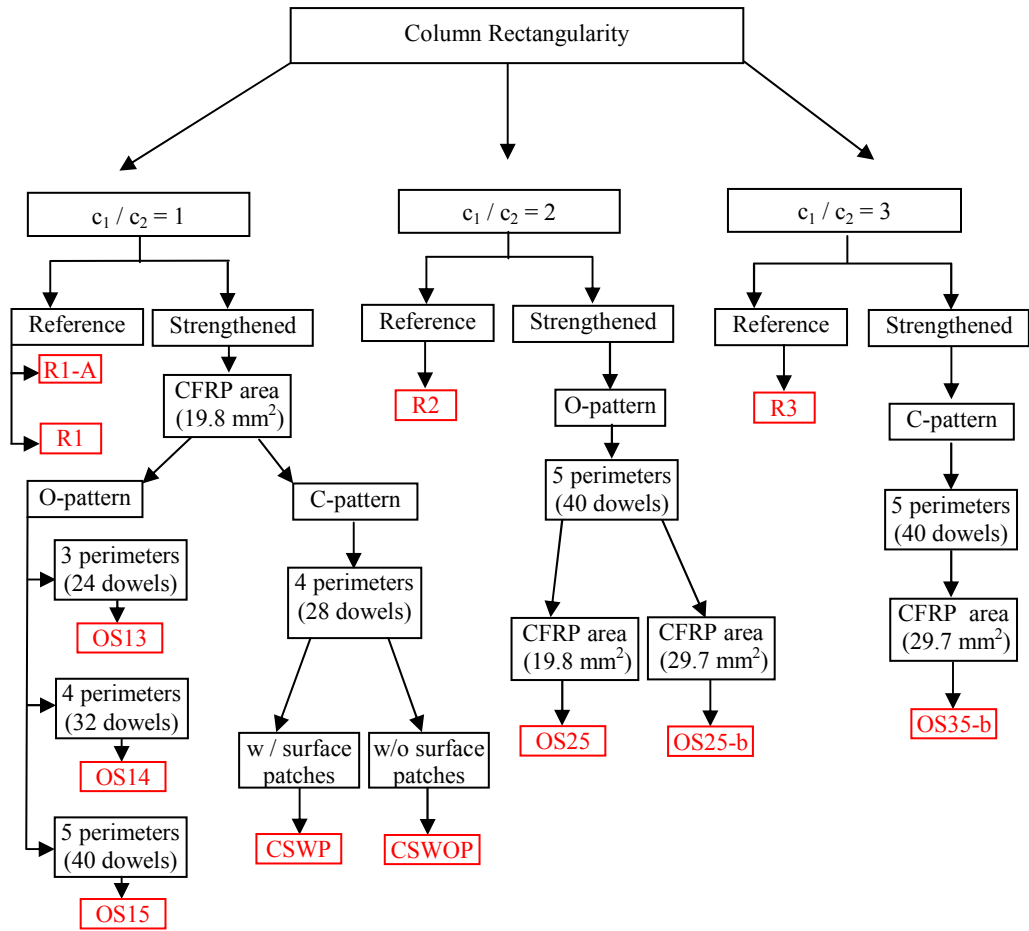 Column Rectangularity
c₁ / c₂ = 1
Reference
R1-A
R1
Strengthened
CFRP area
(19.8 mm²)
O-pattern
3 perimeters
(24 dowels)
OS13
4 perimeters
(32 dowels)
OS14
5 perimeters
(40 dowels)
OS15
C-pattern
4 perimeters
(28 dowels)
w / surface
patches
CSWP
w/o surface
patches
CSWOP
c₁ / c₂ = 2
Reference
R2
Strengthened
O-pattern
5 perimeters
(40 dowels)
CFRP area
(19.8 mm²)
OS25
CFRP area
(29.7 mm²)
OS25-b
c₁ / c₂ = 3
Reference
R3
Strengthened
C-pattern
5 perimeters
(40 dowels)
CFRP area
(29.7 mm²)
OS35-b